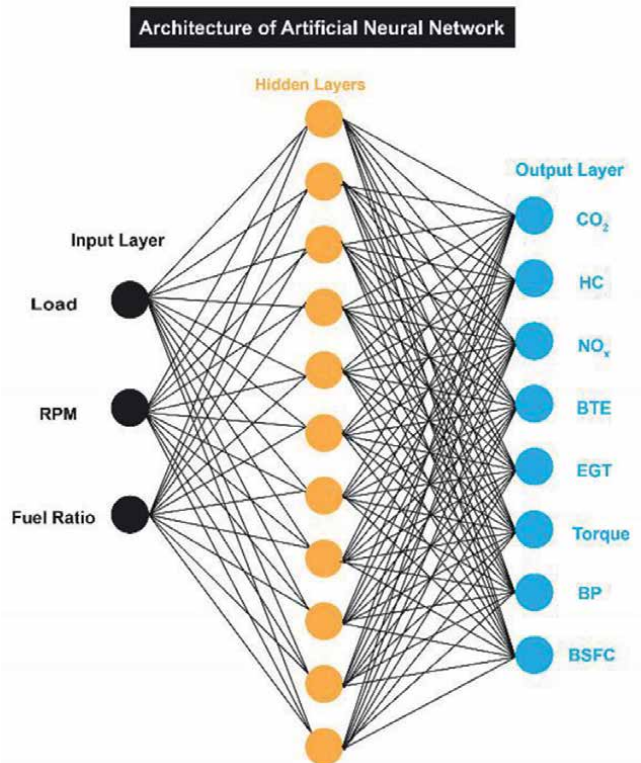 Architecture of Artificial Neural Network
Hidden Layers
Output Layer
Input Layer
CO₂
HC
Load
NOₓ
BTE
RPM
EGT
Fuel Ratio
Torque
BP
BSFC